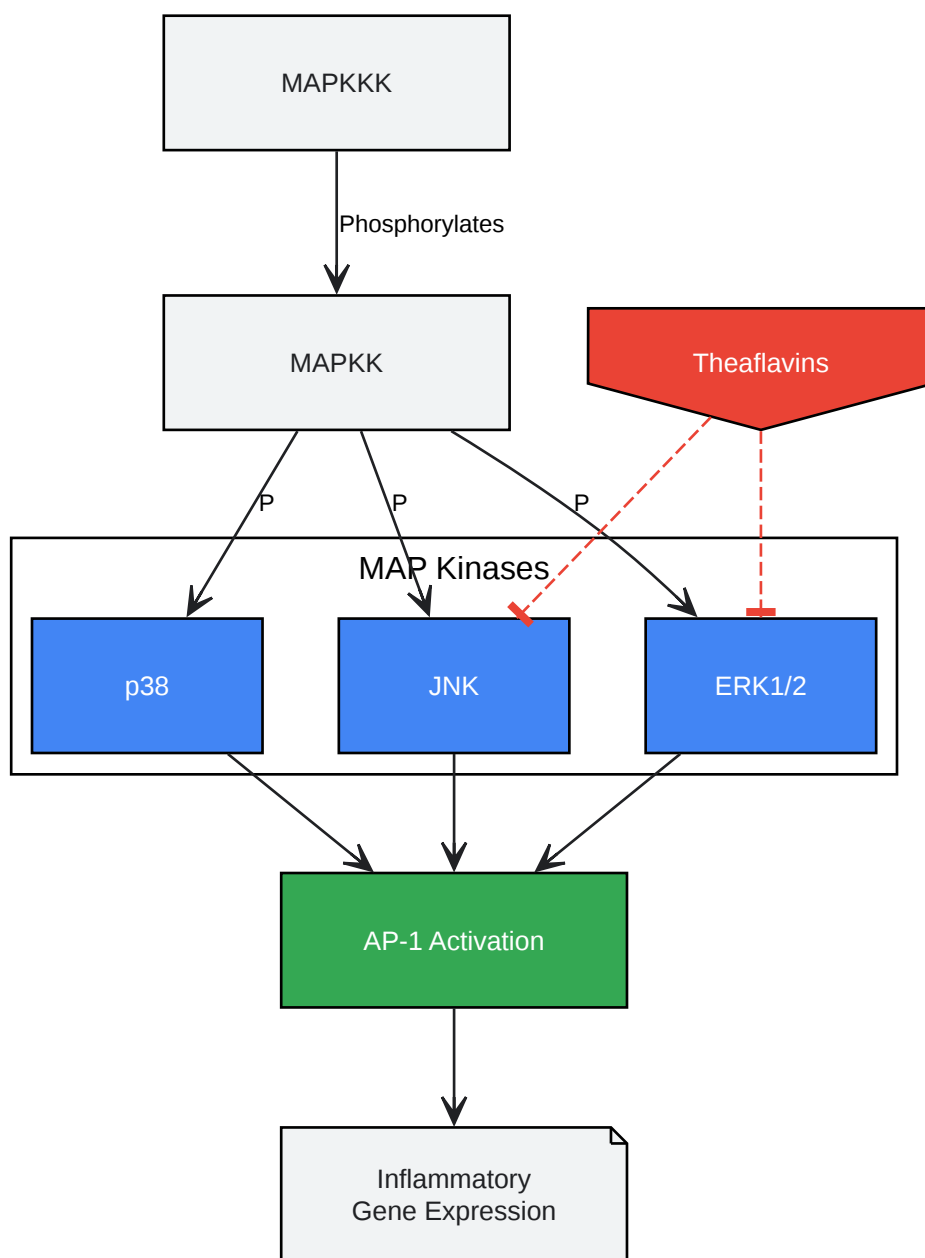 MAPKKK
Phosphorylates
MAPKK
Theaflavins
P
P
P
MAP Kinases
p38
JNK
ERK1/2
AP-1 Activation
Inflammatory
Gene Expression